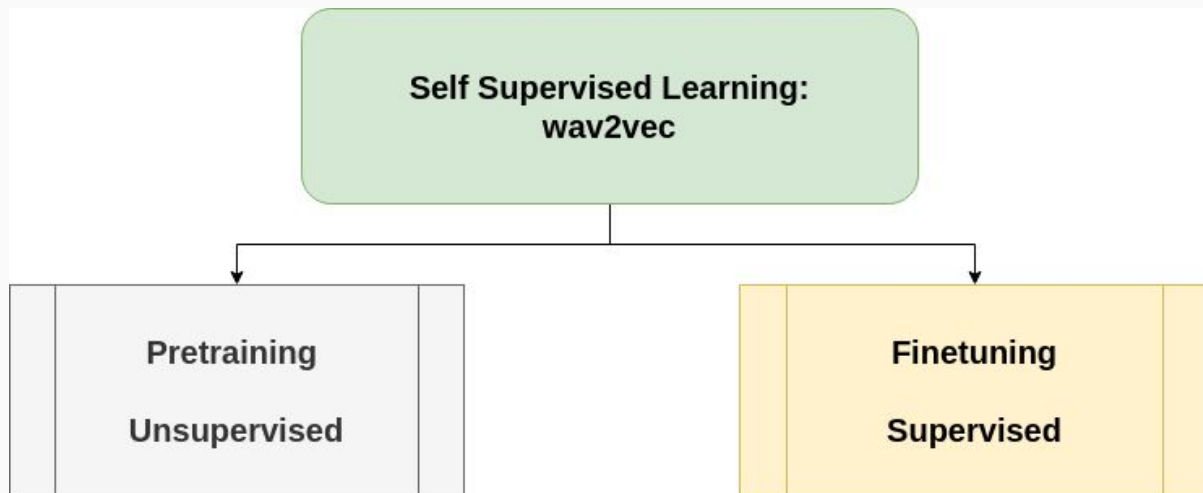 Self Supervised Learning:
wav2vec
Pretraining
Unsupervised
Finetuning
Supervised